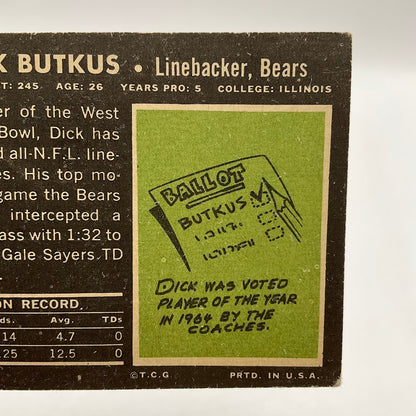 K BUTKUS • Linebacker, Bears
T: 245 AGE: 26 YEARS PRO: 5 COLLEGE: ILLINOIS
er of the West
Bowl, Dick has
d all-N.F.L. line-
es. His top mo-
game the Bears
intercepted a
ass with 1:32 to
Gale Sayers TD
ON RECORD
ds. Avg. TDs
14 4.7 0
25 12.5 0
BALLOT
BUTKUS
DICK WAS VOTED
PLAYER OF THE YEAR
IN 1964 BY THE
COACHES.
©T.C.G. PRTD. IN U.S.A.